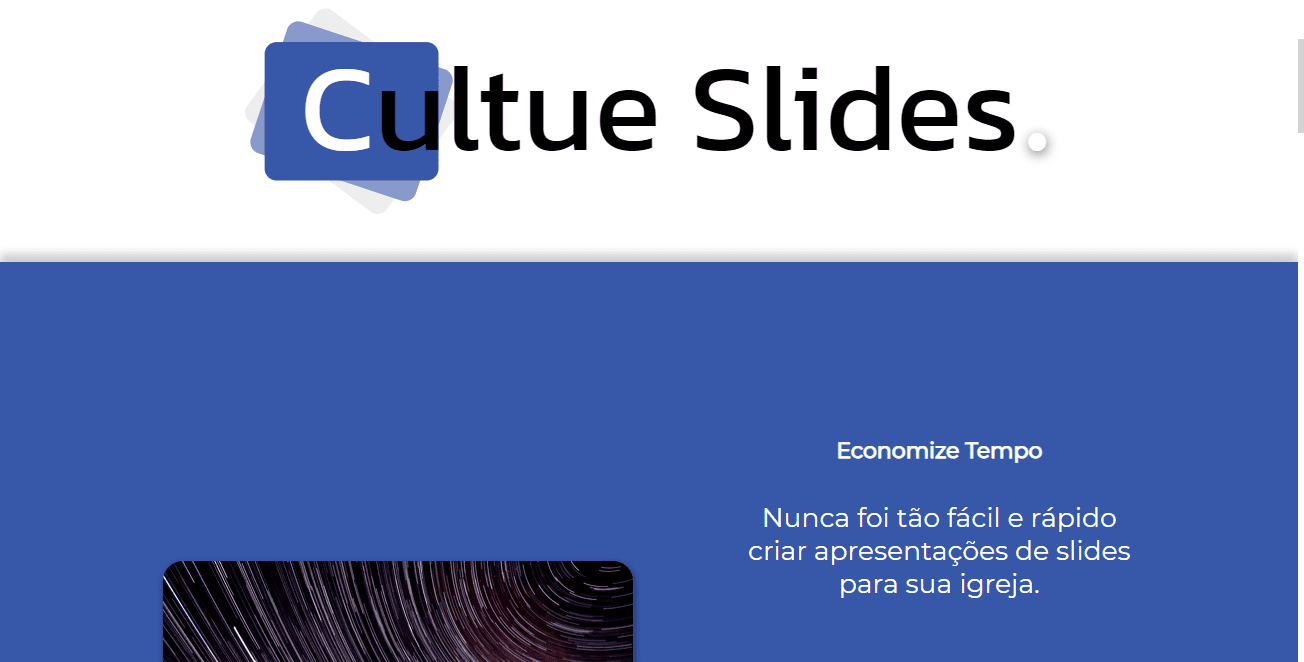 Cultue Slides.
Economize Tempo
Nunca foi tão fácil e rápido
criar apresentações de slides
para sua igreja.